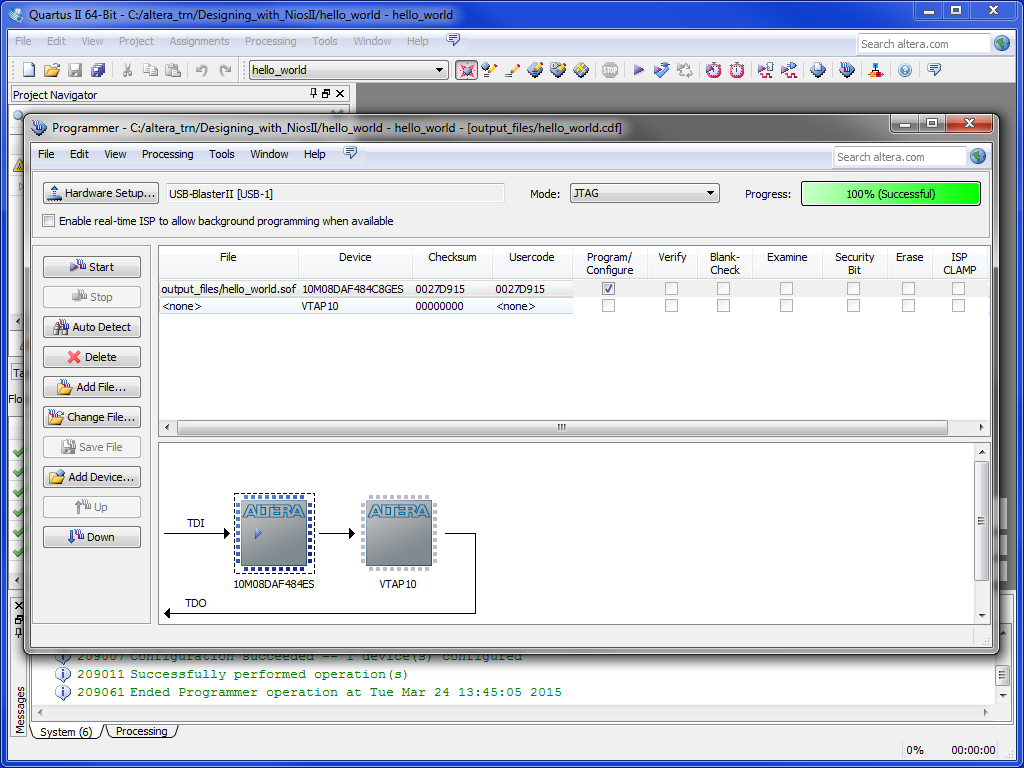 Quartus II 64-Bit - C:/altera_trn/Designing_with_NiosII/hello_world - hello_world
File Edit View Project Assignments Processing Tools Window Help
Search altera.com
hello_world
STOP
Project Navigator
Programmer - C:/altera_trn/Designing_with_NiosII/hello_world - hello_world - [output_files/hello_world.cdf]
File Edit View Processing Tools Window Help
Search altera.com
Hardware Setup... USB-BlasterII [USB-1] Mode: JTAG Progress: 100% (Successful)
Enable real-time ISP to allow background programming when available
Start
Stop
Auto Detect
Delete
Add File...
Change File...
Save File
Add Device...
Up
Down
File Device Checksum Usercode Program/ Configure Verify Blank- Check Examine Security Bit Erase ISP CLAMP
output_files/hello_world.sof 10M08DAF484C8GES 0027D915 0027D915
<none> VTAP10 00000000 <none>
TDI
ALTERA
ALTERA
10M08DAF484ES
VTAP10
TDO
Ta
Flo
209007 Configuration succeeded -- 1 device(s) configured
209011 Successfully performed operation(s)
209061 Ended Programmer operation at Tue Mar 24 13:45:05 2015
Messages
System (6) Processing
0% 00:00:00